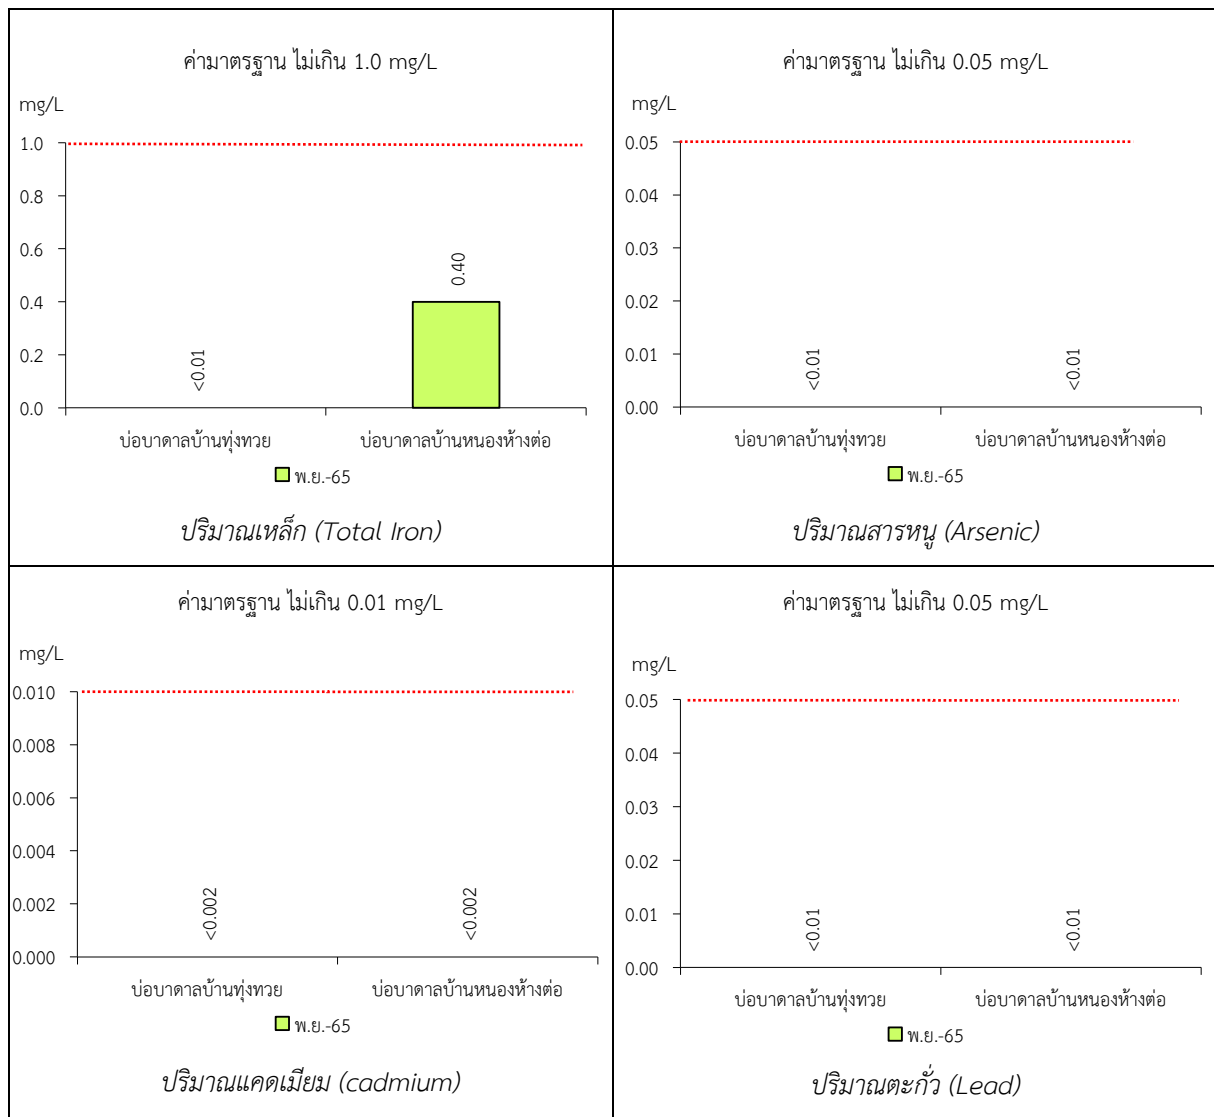 ค่ามาตรฐาน ไม่เกิน 1.0 mg/L
mg/L
1.0
0.8
0.6
0.4
0.2
0.0
<0.01
0.40
บ่อบาดาลบ้านทุ่งทวย บ่อบาดาลบ้านหนองห้างต่อ
พ.ย.-65
ปริมาณเหล็ก (Total Iron)
ค่ามาตรฐาน ไม่เกิน 0.05 mg/L
mg/L
0.05
0.04
0.03
0.02
0.01
0.00
<0.01
<0.01
บ่อบาดาลบ้านทุ่งทวย บ่อบาดาลบ้านหนองห้างต่อ
พ.ย.-65
ปริมาณสารหนู (Arsenic)
ค่ามาตรฐาน ไม่เกิน 0.01 mg/L
mg/L
0.010
0.008
0.006
0.004
0.002
0.000
<0.002
<0.002
บ่อบาดาลบ้านทุ่งทวย บ่อบาดาลบ้านหนองห้างต่อ
พ.ย.-65
ปริมาณแคดเมียม (cadmium)
ค่ามาตรฐาน ไม่เกิน 0.05 mg/L
mg/L
0.05
0.04
0.03
0.02
0.01
0.00
<0.01
<0.01
บ่อบาดาลบ้านทุ่งทวย บ่อบาดาลบ้านหนองห้างต่อ
พ.ย.-65
ปริมาณตะกั่ว (Lead)